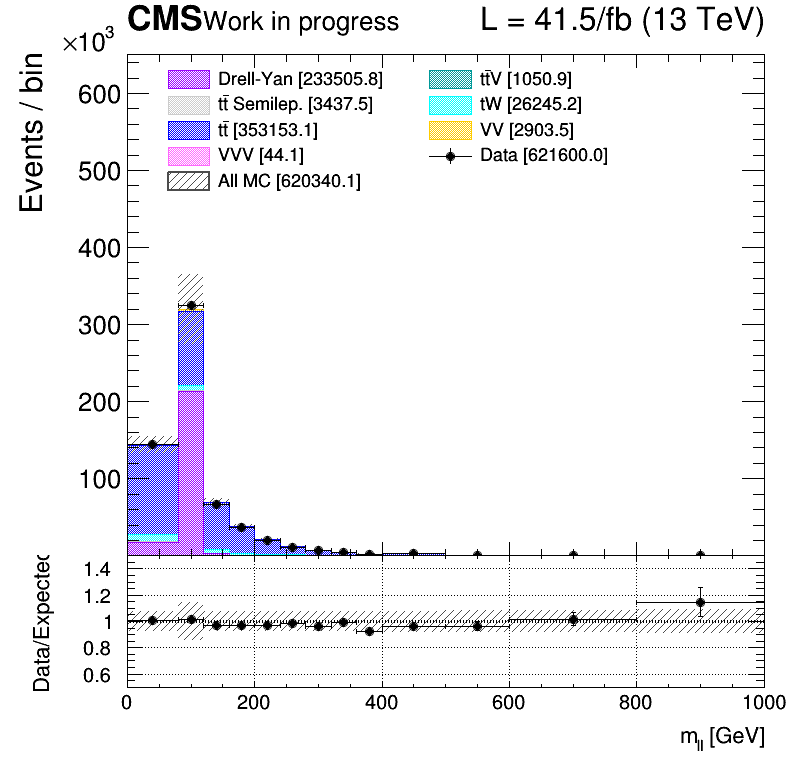 CMS Work in progress L = 41.5/fb (13 TeV)
×10³
Events / bin
Drell-Yan [233505.8]
tt̄ Semilep. [3437.5]
tt̄ [353153.1]
VVV [44.1]
All MC [620340.1]
tt̄V [1050.9]
tW [26245.2]
VV [2903.5]
Data [621600.0]
600
500
400
300
200
100
Data/Expected
1.4
1.2
1
0.8
0.6
0 200 400 600 800 1000
m_ll [GeV]